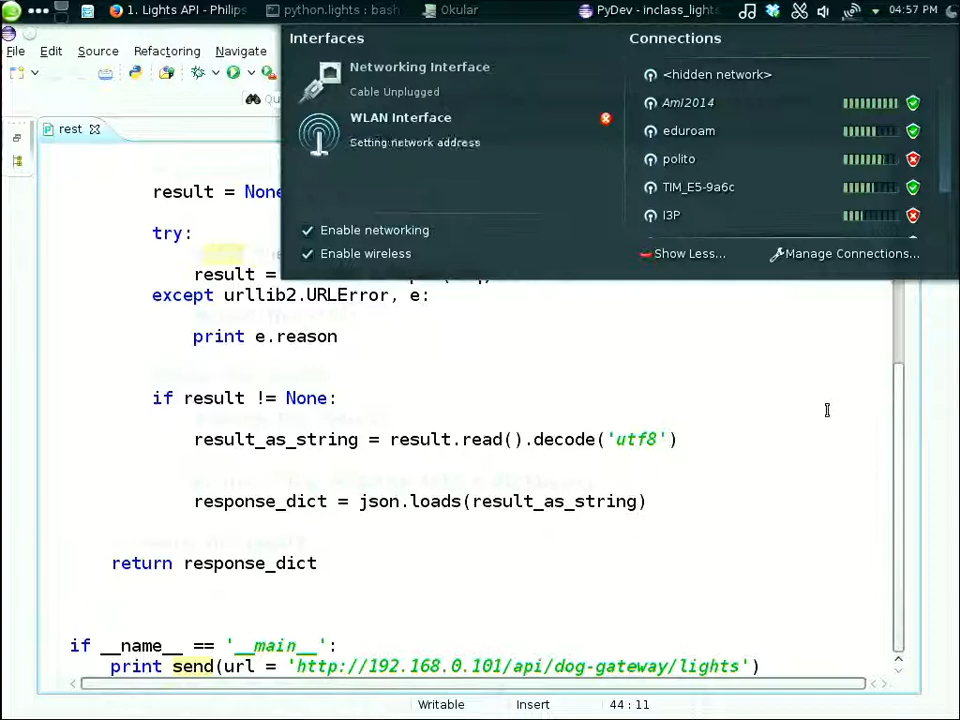 1. Lights API - Philips
python.lights : bash
Okular
PyDev - inclass_lights
04:57 PM
File Edit Source Refactoring Navigate
Qu
rest
Interfaces
Networking Interface
Cable Unplugged
WLAN Interface
Setting network address
Enable networking
Enable wireless
Connections
<hidden network>
AmI2014
eduroam
polito
TIM_E5-9a6c
I3P
Show Less...
Manage Connections...
result = None
try:
result =
except urllib2.URLError, e:
print e.reason
if result != None:
result_as_string = result.read().decode('utf8')
response_dict = json.loads(result_as_string)
return response_dict
if __name__ == '__main__':
print send(url = 'http://192.168.0.101/api/dog-gateway/lights')
Writable Insert 44 : 11